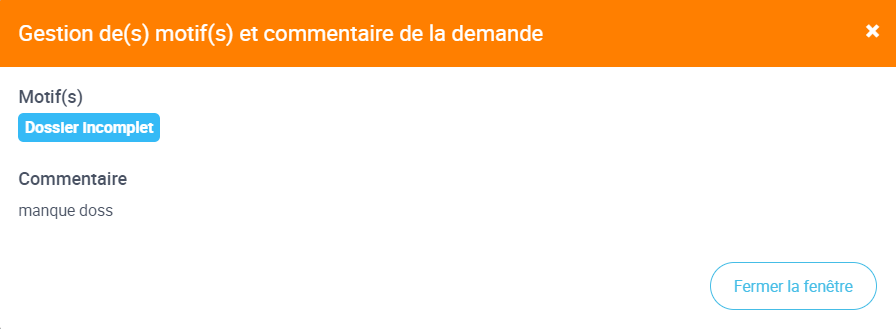 Gestion de(s) motif(s) et commentaire de la demande
Motif(s)
Dossier Incomplet
Commentaire
manque doss
Fermer la fenêtre